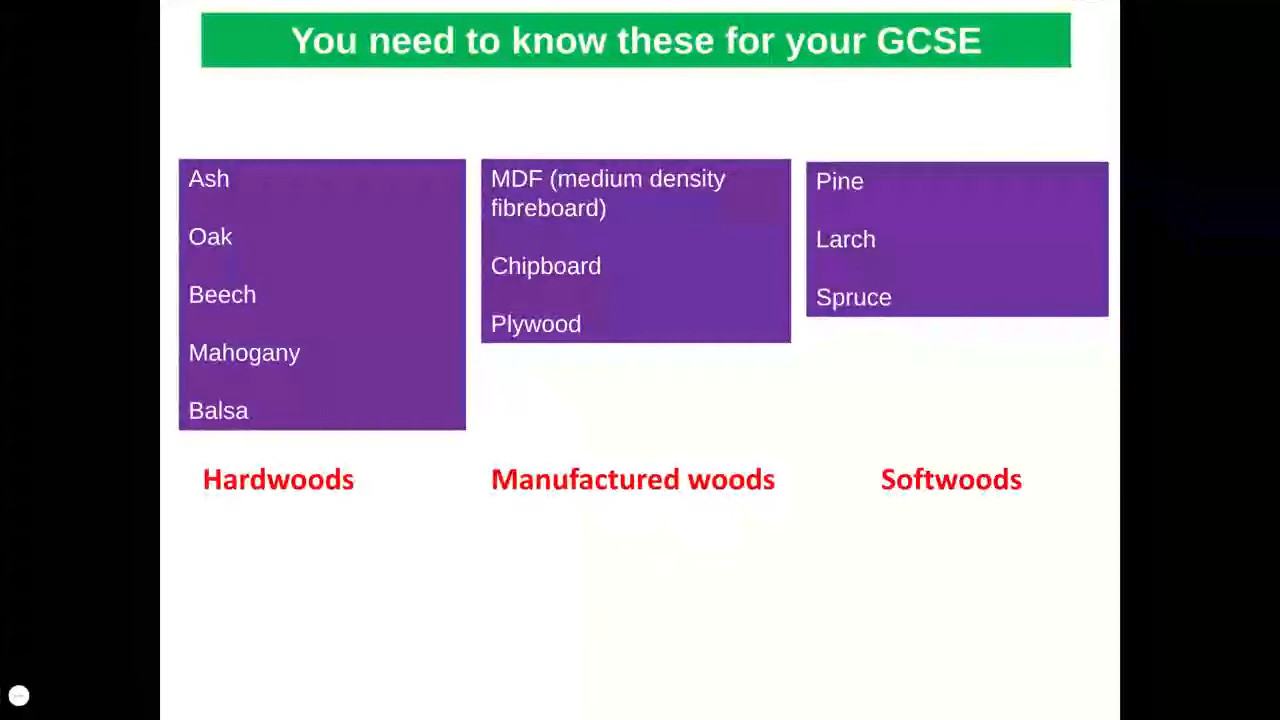 You need to know these for your GCSE
Ash
Oak
Beech
Mahogany
Balsa
MDF (medium density
fibreboard)
Chipboard
Plywood
Pine
Larch
Spruce
Hardwoods
Manufactured woods
Softwoods